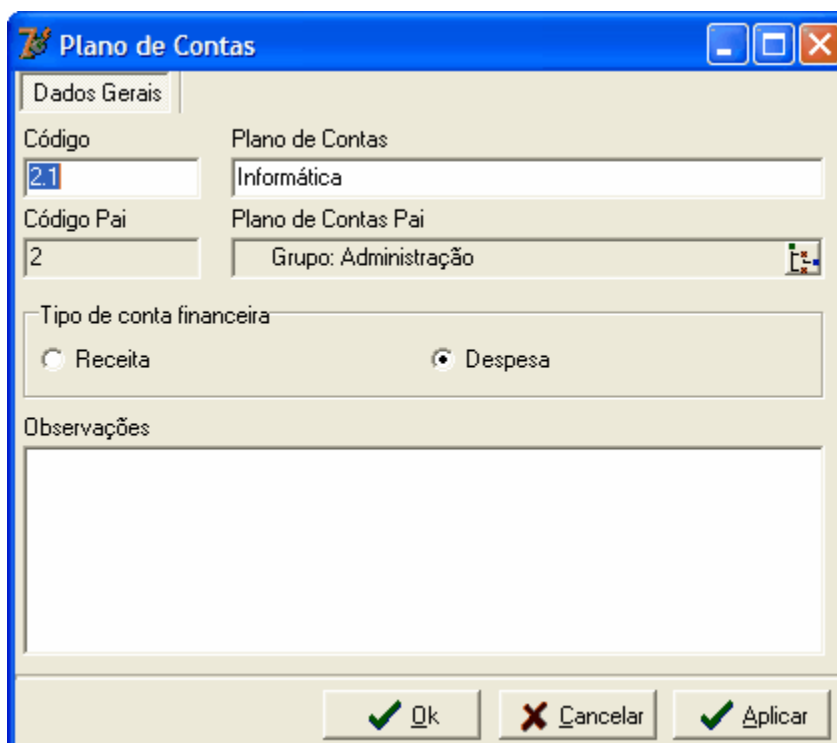 Plano de Contas
Dados Gerais
Código Plano de Contas
2.1 Informática
Código Pai Plano de Contas Pai
2 Grupo: Administração
Tipo de conta financeira
Receita Despesa
Observações
Ok Cancelar Aplicar